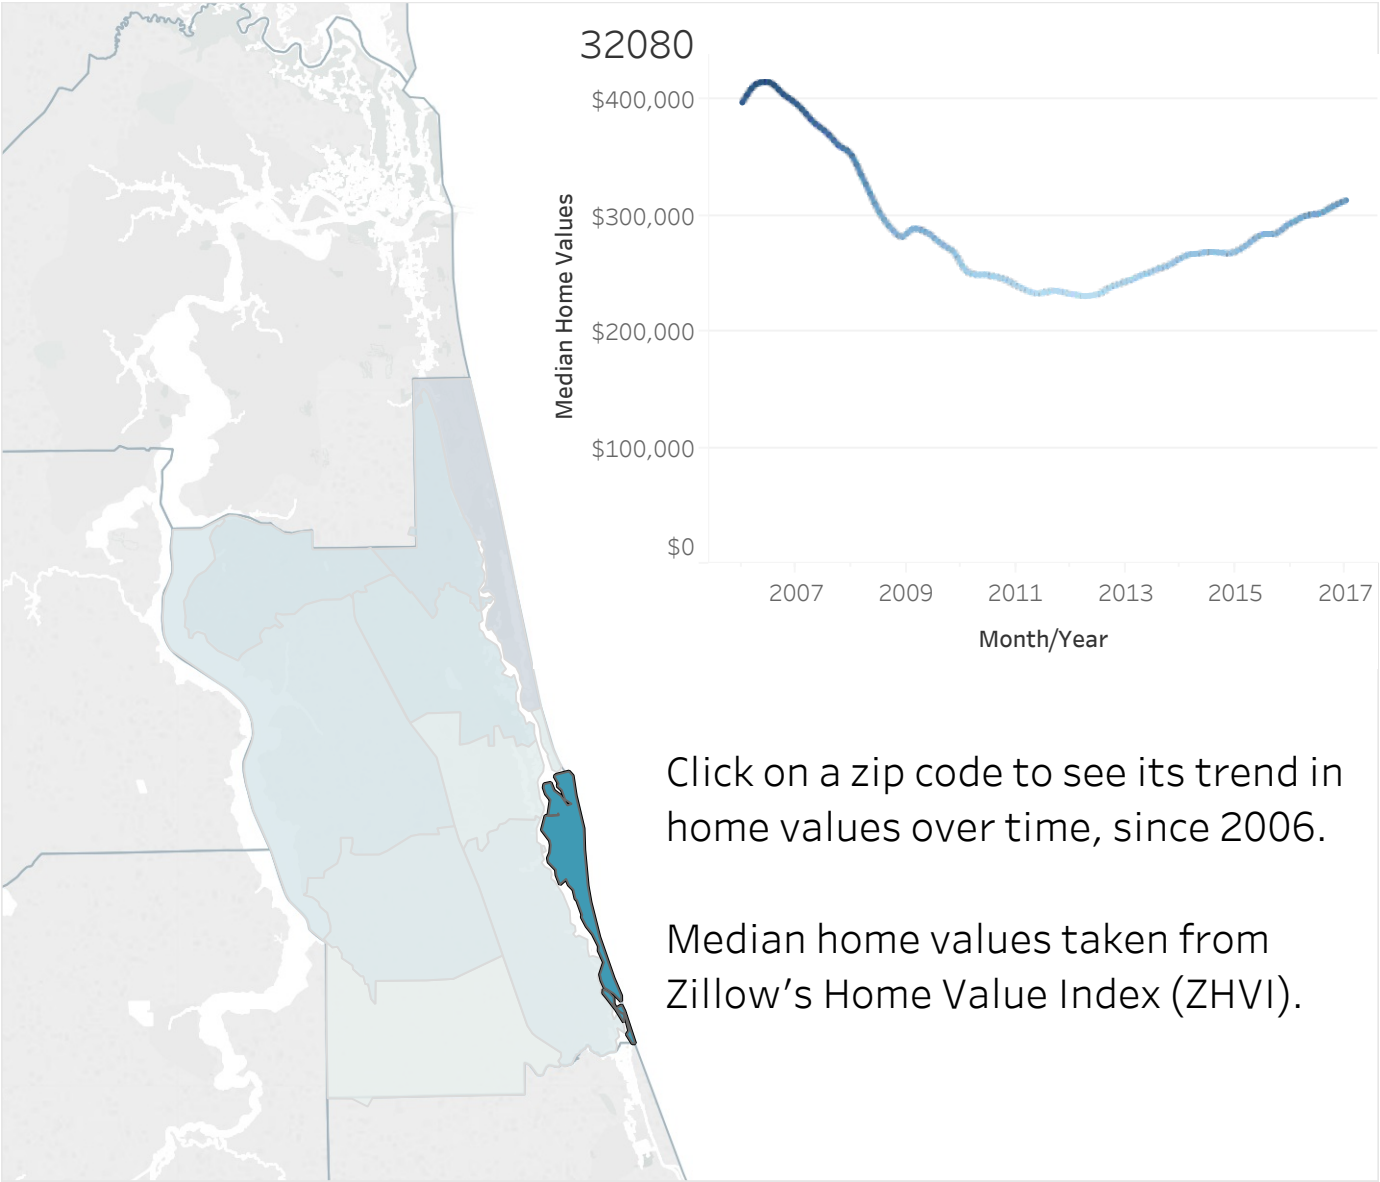 32080
$400,000
$300,000
$200,000
$100,000
$0
Median Home Values
2007 2009 2011 2013 2015 2017
Month/Year
Click on a zip code to see its trend in
home values over time, since 2006.
Median home values taken from
Zillow’s Home Value Index (ZHVI).